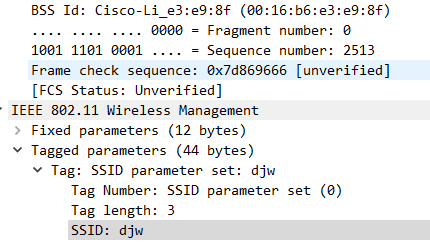 BSS Id: Cisco-Li_e3:e9:8f (00:16:b6:e3:e9:8f)
.... .... .... 0000 = Fragment number: 0
1001 1101 0001 .... = Sequence number: 2513
Frame check sequence: 0x7d869666 [unverified]
[FCS Status: Unverified]
IEEE 802.11 Wireless Management
Fixed parameters (12 bytes)
Tagged parameters (44 bytes)
Tag: SSID parameter set: djw
Tag Number: SSID parameter set (0)
Tag length: 3
SSID: djw